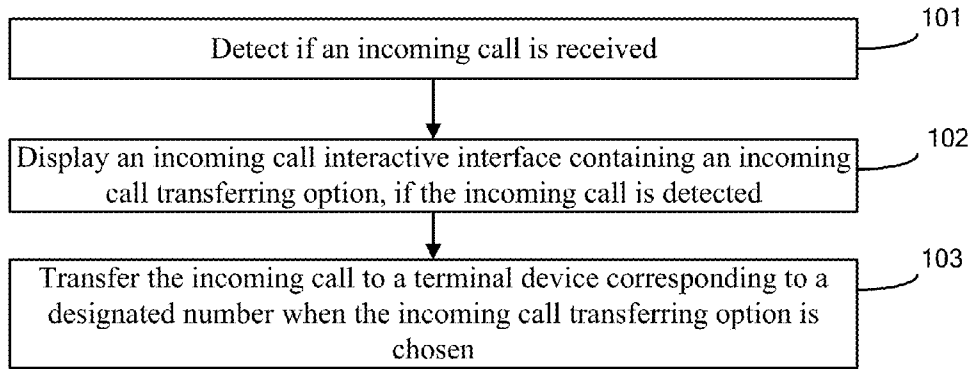 101
Detect if an incoming call is received
102
Display an incoming call interactive interface containing an incoming
call transferring option, if the incoming call is detected
103
Transfer the incoming call to a terminal device corresponding to a
designated number when the incoming call transferring option is
chosen